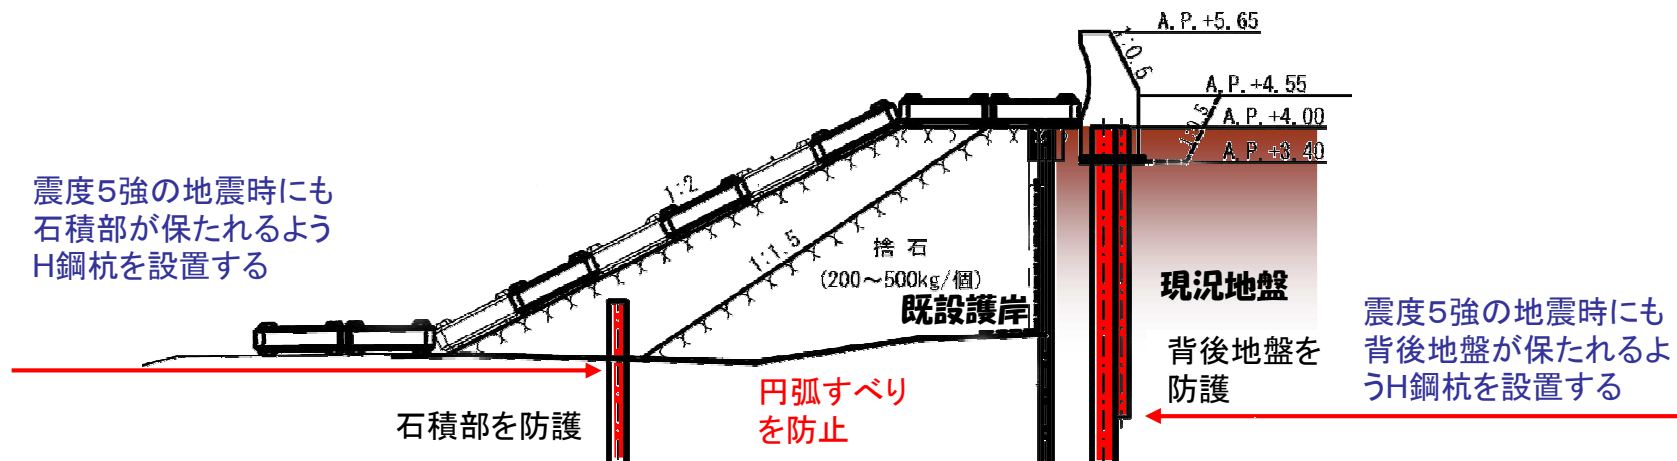 A.P.+5.65
1:0.5
A.P.+4.55
1:0.5
A.P.+4.00
A.P.+3.40
震度5強の地震時にも
石積部が保たれるよう
H鋼杭を設置する
1:2
1:1.5
捨石
(200～500kg/個)
既設護岸
現況地盤
震度5強の地震時にも
背後地盤が保たれるよ
うH鋼杭を設置する
背後地盤を
防護
円弧すべり
を防止
石積部を防護